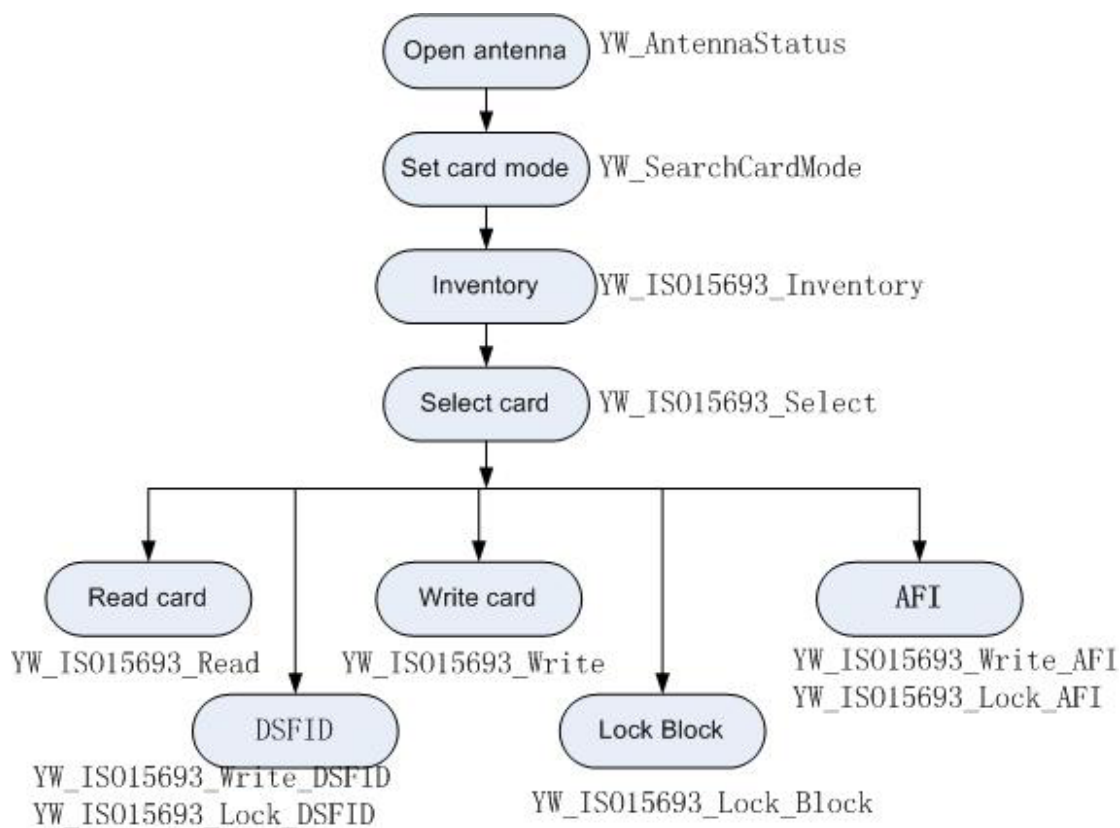 Open antenna
YW_AntennaStatus
Set card mode
YW_SearchCardMode
Inventory
YW_ISO15693_Inventory
Select card
YW_ISO15693_Select
Read card
Write card
AFI
YW_ISO15693_Read
YW_ISO15693_Write
YW_ISO15693_Write_AFI
YW_ISO15693_Lock_AFI
DSFID
Lock Block
YW_ISO15693_Write_DSFID
YW_ISO15693_Lock_DSFID
YW_ISO15693_Lock_Block